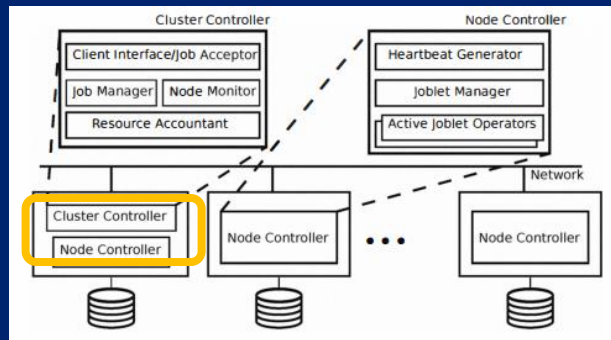 Cluster Controller
Node Controller
Client Interface/Job Acceptor
Job Manager
Node Monitor
Resource Accountant
Heartbeat Generator
Joblet Manager
Active Joblet Operators
Network
Cluster Controller
Node Controller
Node Controller
Node Controller